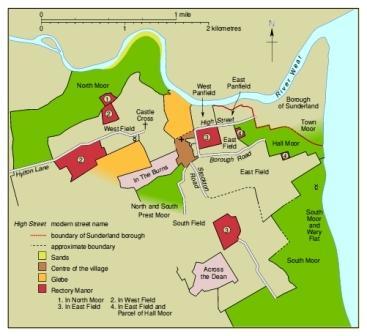 0 1 mile
0 1 2 kilometres
N
River Wear
North Moor
West Panfield
East Panfield
Borough of Sunderland
Castle Cross
1
2
High Street
Town Moor
West Field
3
East Field
4
Hall Moor
4
Hylton Lane
2
Borough Road
In The Burns
Stockton Road
East Field
North and South Prest Moor
South Field
South Moor and Wary Flat
3
High Street modern street name
boundary of Sunderland borough
approximate boundary
Sands
Centre of the village
Glebe
Rectory Manor
1. In North Moor 2. In West Field
3. In East Field 4. In East Field and Parcel of Hall Moor
Across the Dean
South Moor